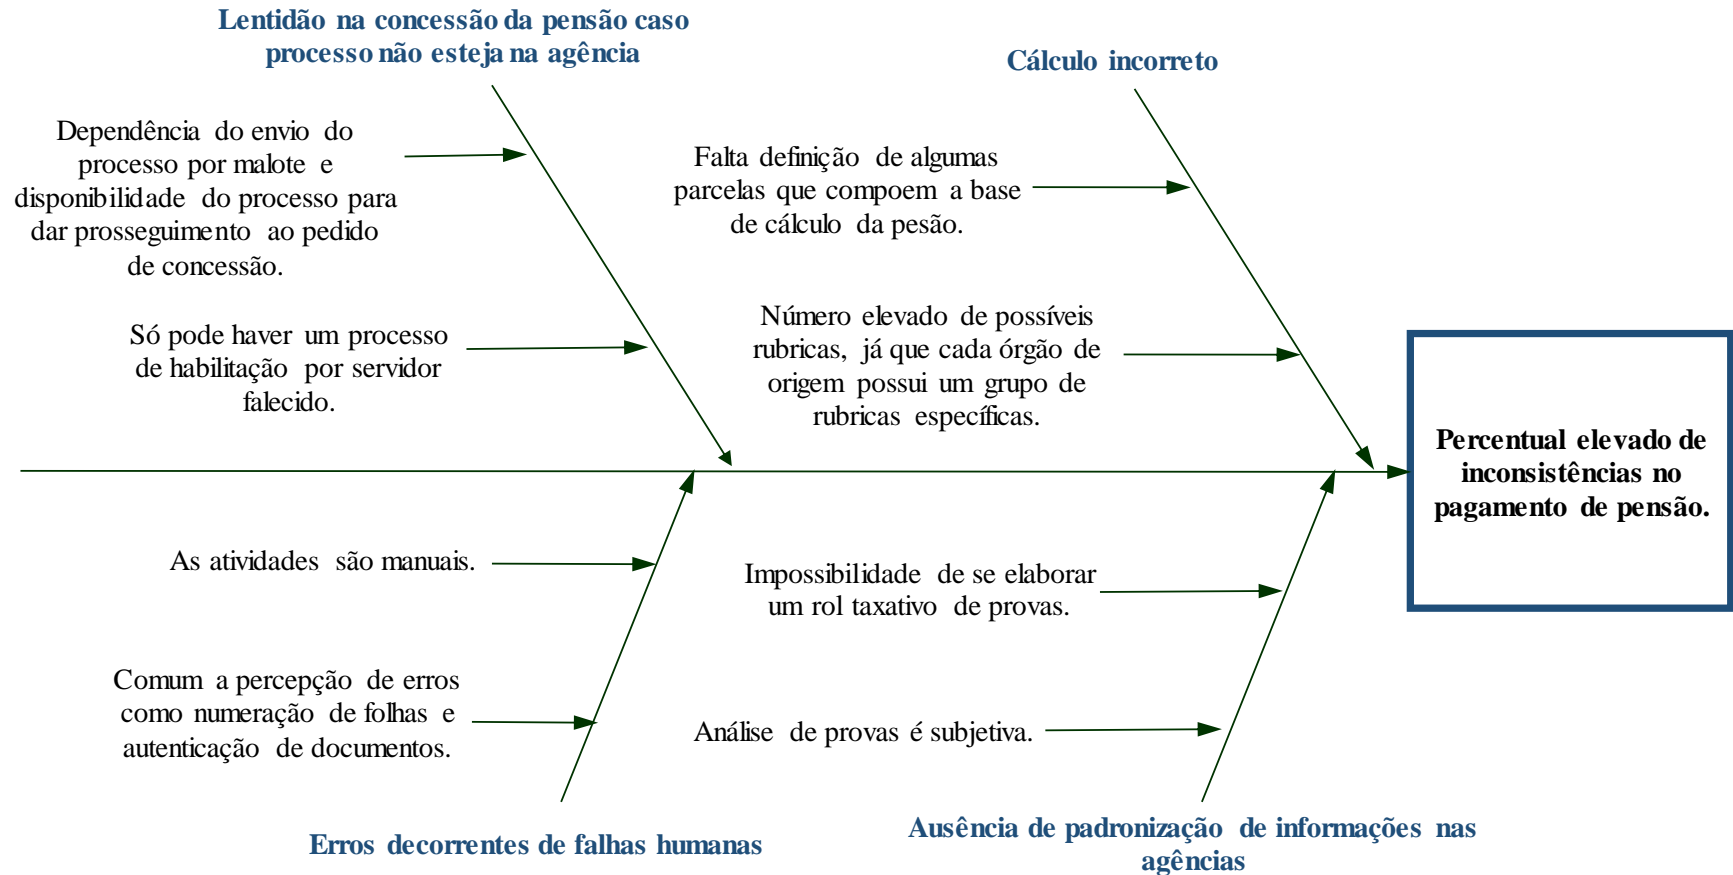 Lentidão na concessão da pensão caso
processo não esteja na agência
Cálculo incorreto
Dependência do envio do
processo por malote e
disponibilidade do processo para
dar prosseguimento ao pedido
de concessão.
Falta definição de algumas
parcelas que compoem a base
de cálculo da pesão.
Só pode haver um processo
de habilitação por servidor
falecido.
Número elevado de possíveis
rubricas, já que cada órgão de
origem possui um grupo de
rubricas específicas.
Percentual elevado de
inconsistências no
pagamento de pensão.
As atividades são manuais.
Impossibilidade de se elaborar
um rol taxativo de provas.
Comum a percepção de erros
como numeração de folhas e
autenticação de documentos.
Análise de provas é subjetiva.
Erros decorrentes de falhas humanas
Ausência de padronização de informações nas
agências